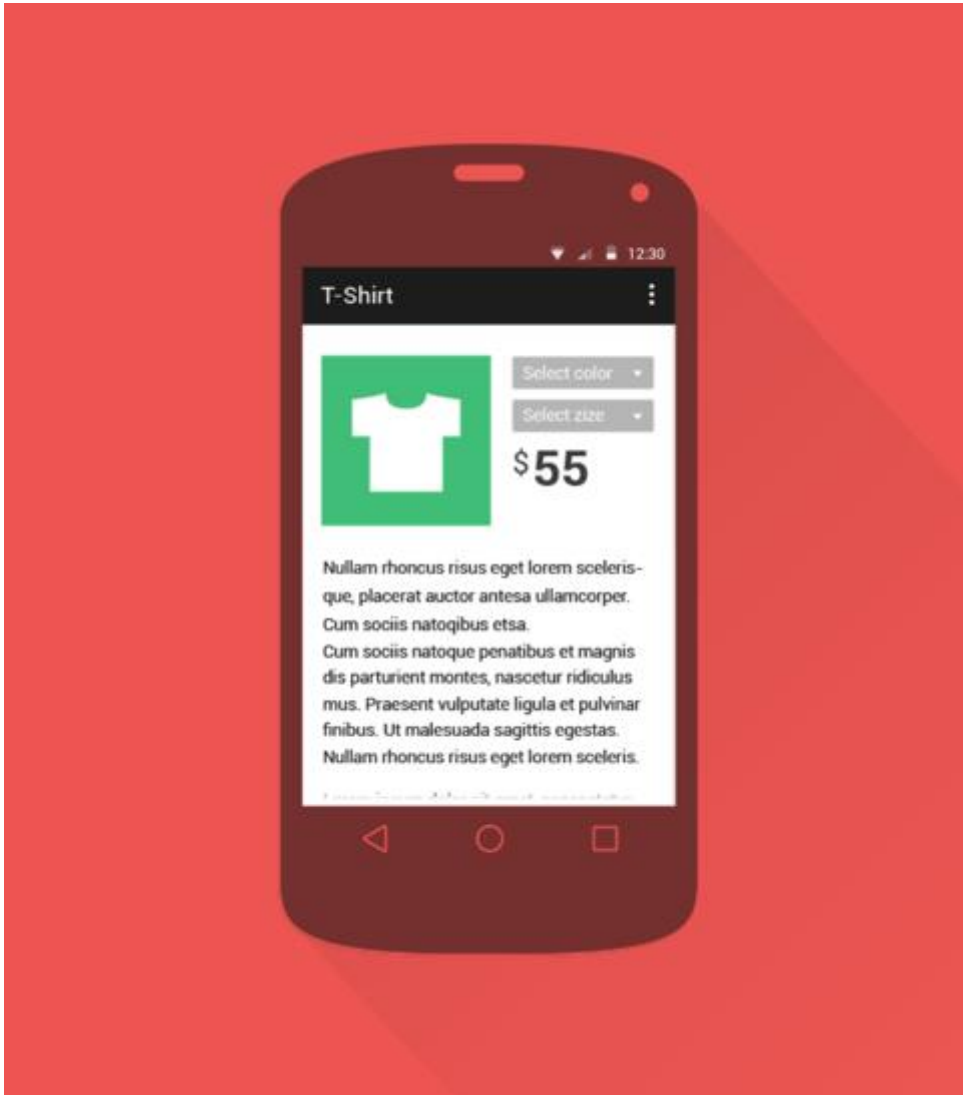 12:30
T-Shirt
Select color
Select zize
$55
Nullam rhoncus risus eget lorem sceleris-
que, placerat auctor antesa ullamcorper.
Cum sociis natoqibus etsa.
Cum sociis natoque penatibus et magnis
dis parturient montes, nascetur ridiculus
mus. Praesent vulputate ligula et pulvinar
finibus. Ut malesuada sagittis egestas.
Nullam rhoncus risus eget lorem sceleris.